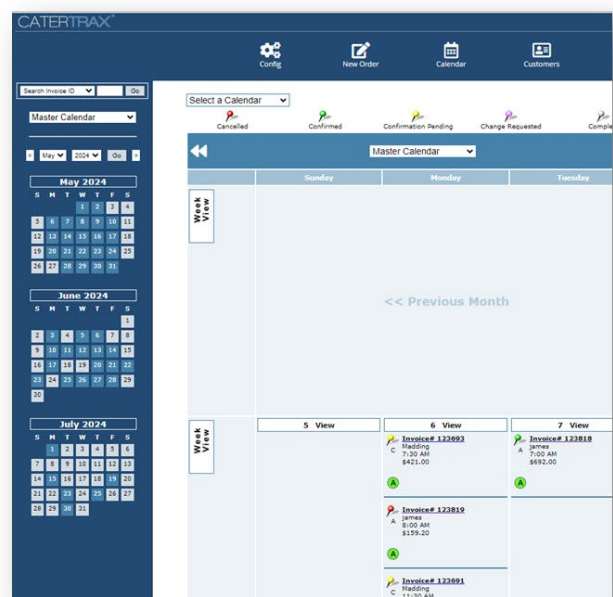 CATERTRAX®
Config New Order Calendar Customers
Search Invoice ID Go
Master Calendar
« May 2024 Go »
May 2024
S M T W T F S
1 2 3 4
5 6 7 8 9 10 11
12 13 14 15 16 17 18
19 20 21 22 23 24 25
26 27 28 29 30 31
June 2024
S M T W T F S
1
2 3 4 5 6 7 8
9 10 11 12 13 14 15
16 17 18 19 20 21 22
23 24 25 26 27 28 29
30
July 2024
S M T W T F S
1 2 3 4 5 6
7 8 9 10 11 12 13
14 15 16 17 18 19 20
21 22 23 24 25 26 27
28 29 30 31
Select a Calendar
Cancelled Confirmed Confirmation Pending Change Requested Comple
Master Calendar
Sunday Monday Tuesday
Week View
<< Previous Month
Week View
5 View
6 View
Invoice# 123693
C Madding
7:30 AM
$421.00
A
Invoice# 123819
A james
8:00 AM
$159.20
A
Invoice# 123691
C Madding
11:30 AM
7 View
Invoice# 123818
A james
7:00 AM
$692.00
A